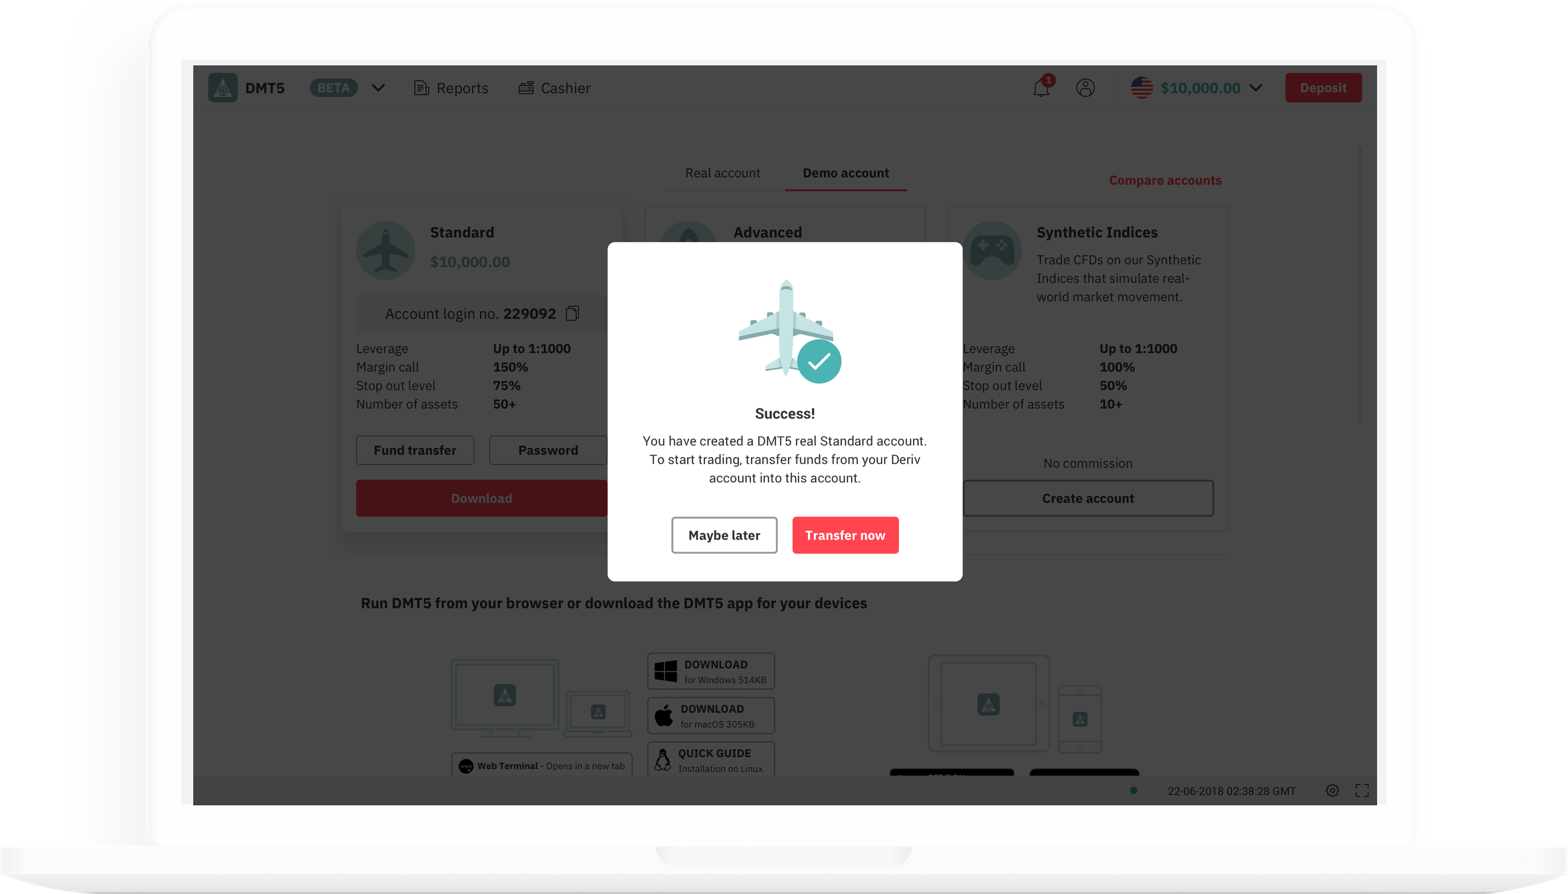 DMT5
BETA
Reports
Cashier
1
$10,000.00
Deposit
Real account
Demo account
Compare accounts
Standard
$10,000.00
Account login no. 229092
Leverage Up to 1:1000
Margin call 150%
Stop out level 75%
Number of assets 50+
Fund transfer
Password
Download
Advanced
Synthetic Indices
Trade CFDs on our Synthetic
Indices that simulate real-
world market movement.
Leverage Up to 1:1000
Margin call 100%
Stop out level 50%
Number of assets 10+
No commission
Create account
Success!
You have created a DMT5 real Standard account.
To start trading, transfer funds from your Deriv
account into this account.
Maybe later
Transfer now
Run DMT5 from your browser or download the DMT5 app for your devices
Web Terminal - Opens in a new tab
DOWNLOAD
for Windows 514KB
DOWNLOAD
for macOS 305KB
QUICK GUIDE
Installation on Linux
22-06-2018 02:38:28 GMT